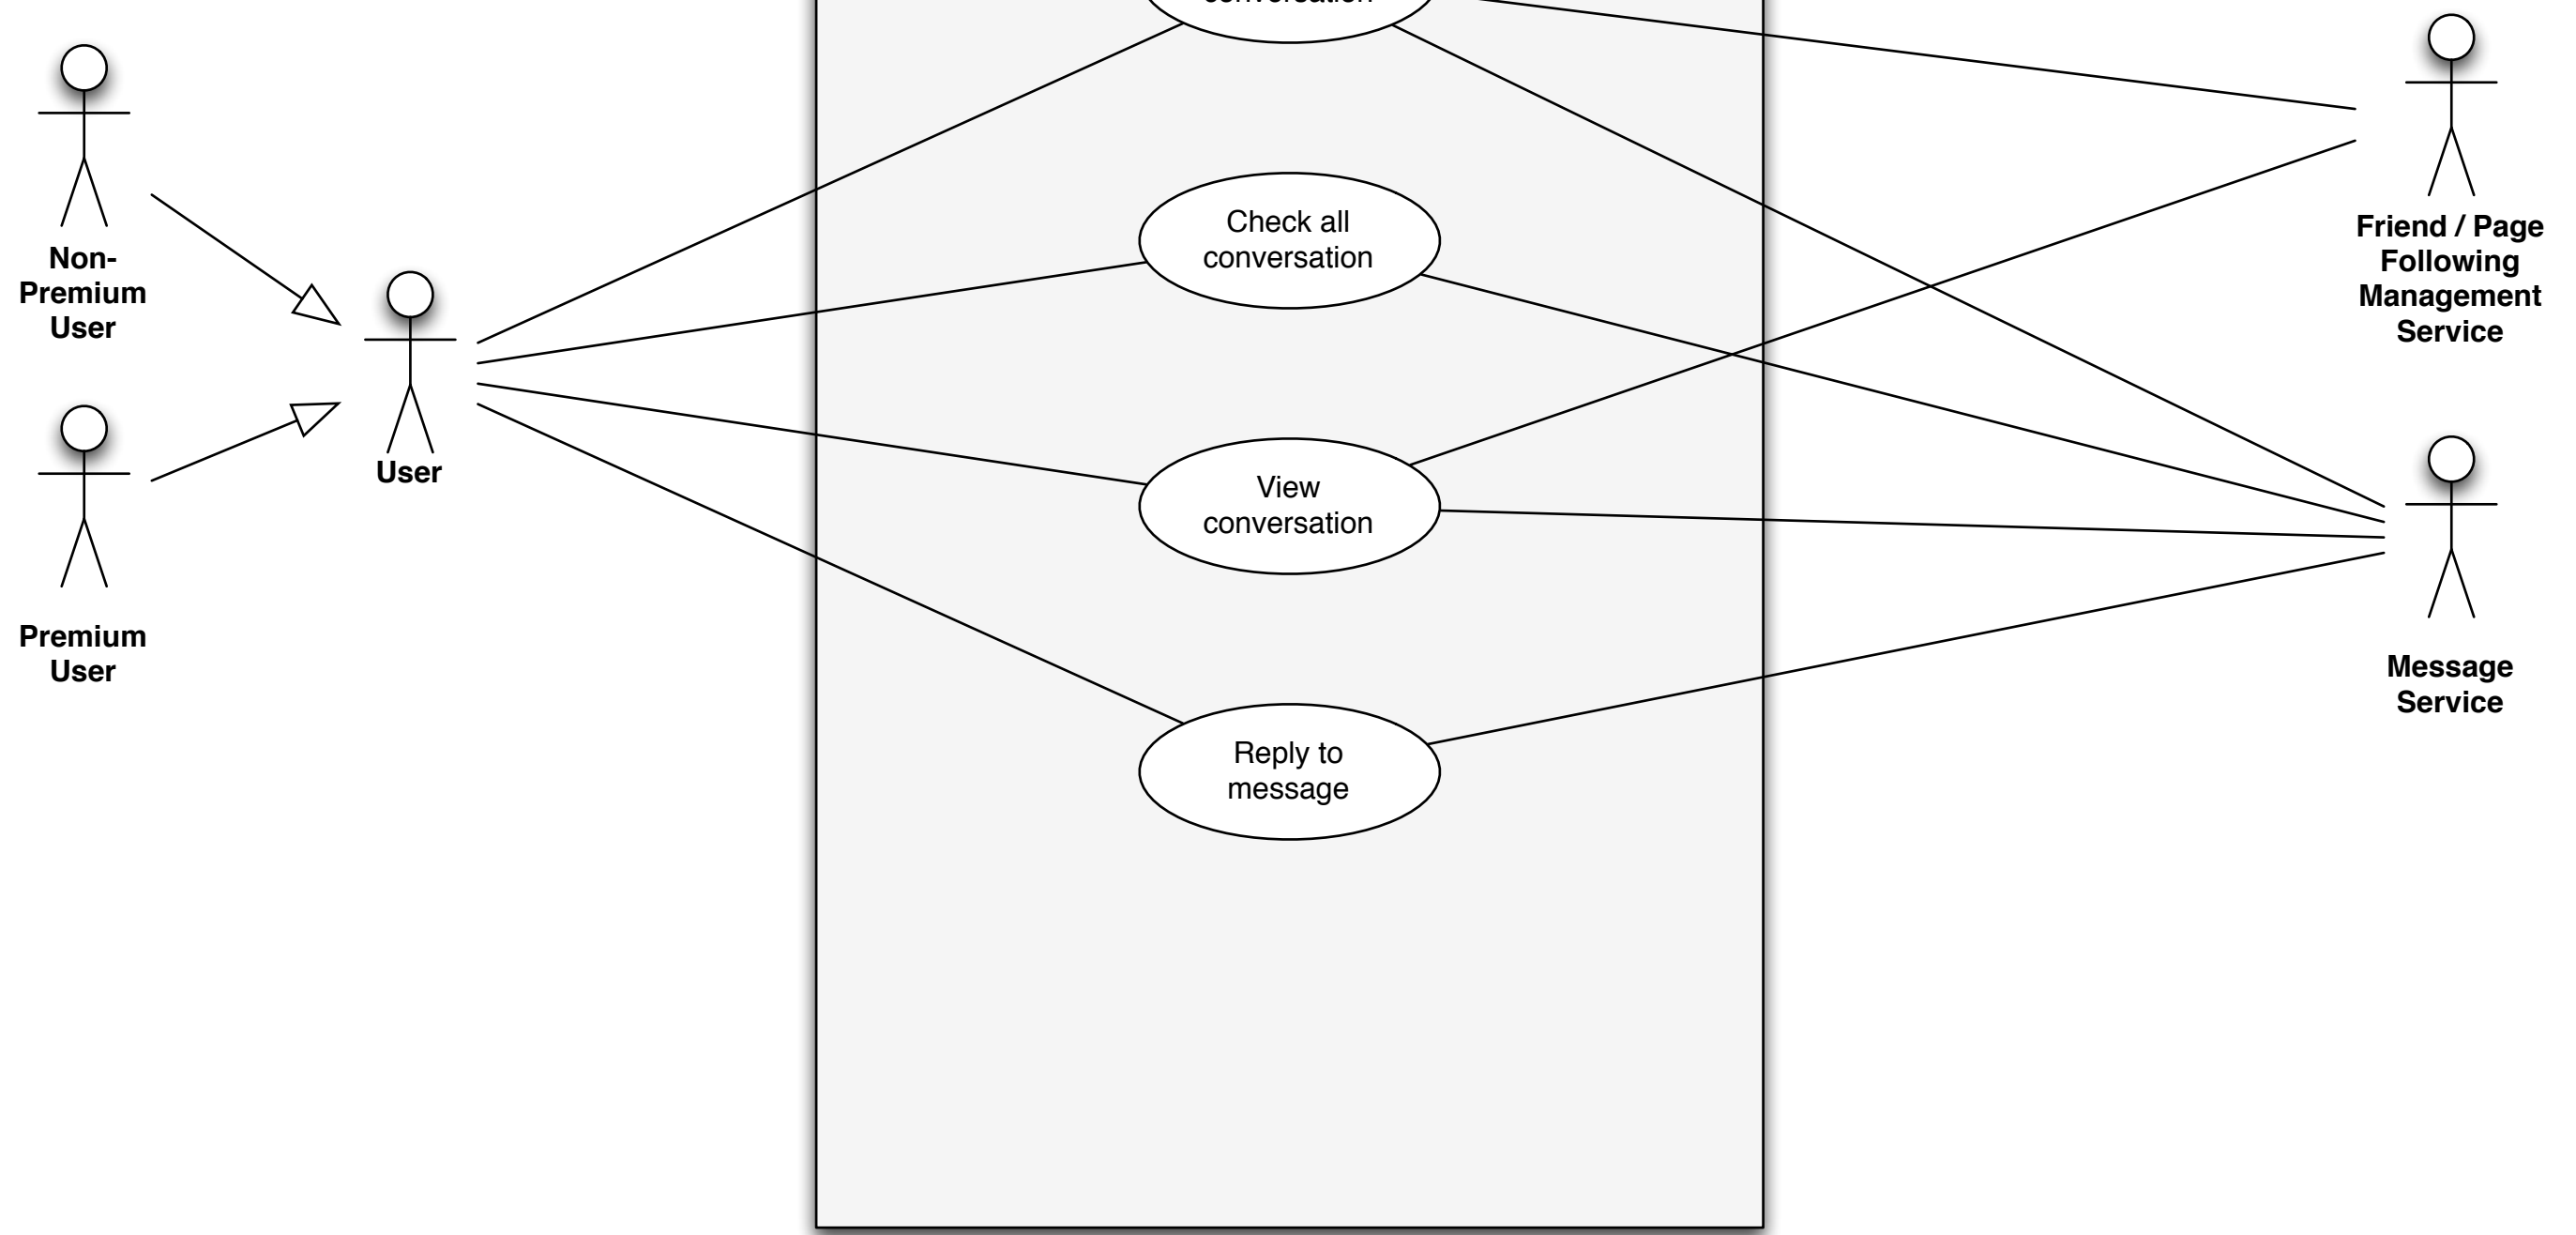 Non-
Premium
User
Premium
User
User
Check all
conversation
View
conversation
Reply to
message
Friend / Page
Following
Management
Service
Message
Service